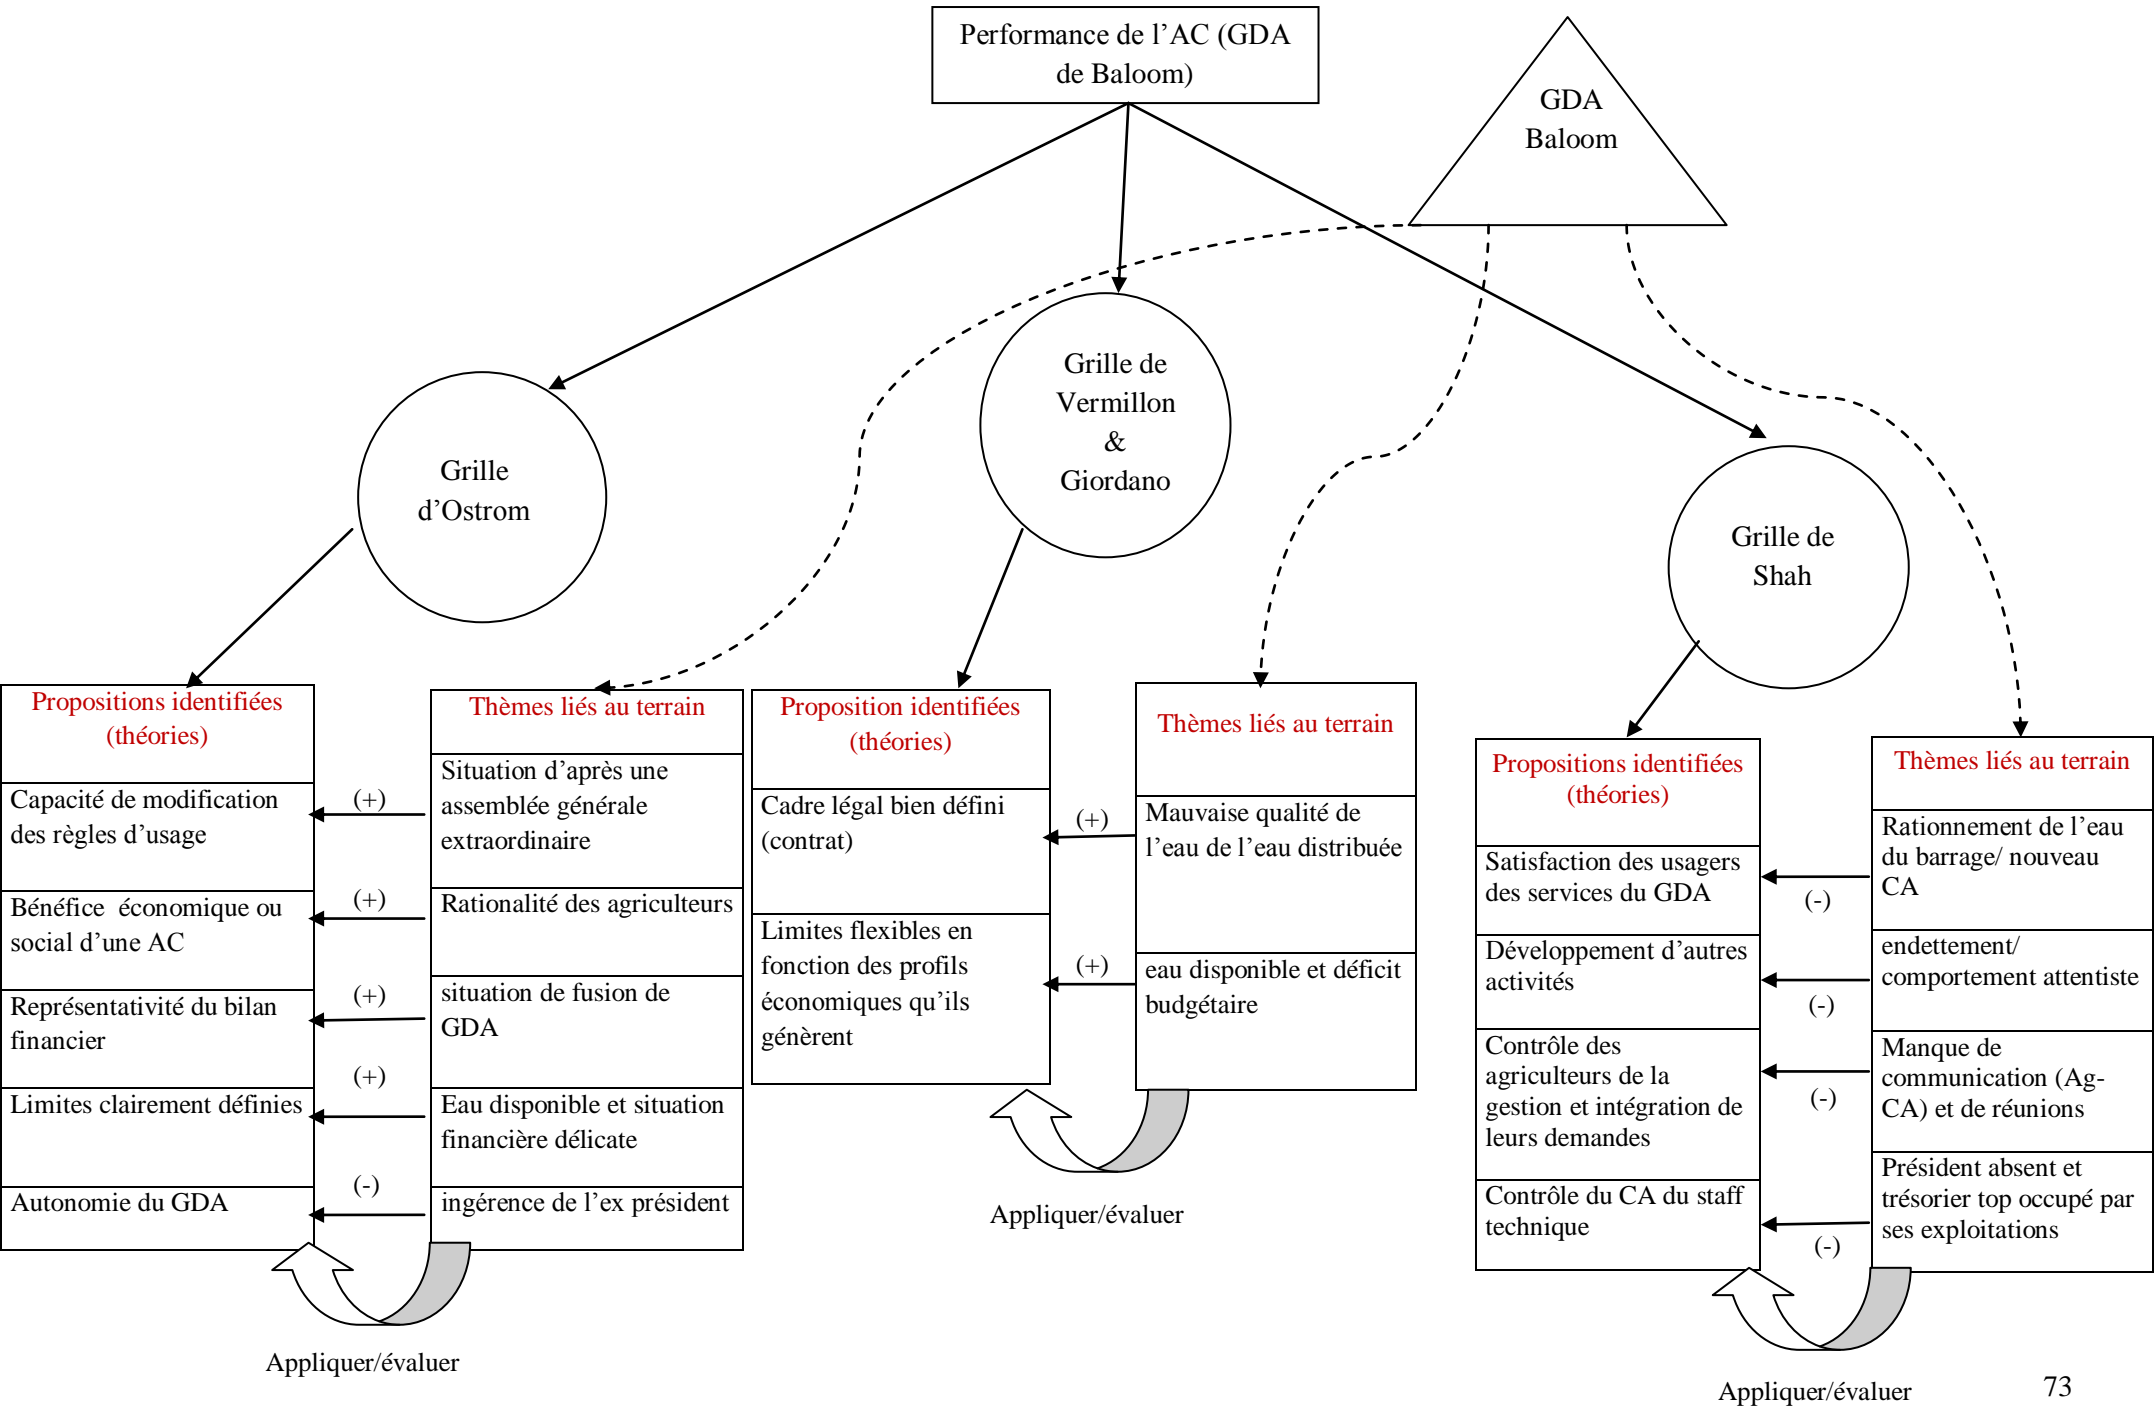 Performance de l’AC (GDA
de Baloom)
GDA
Baloom
Grille
d’Ostrom
Grille de
Vermillon
&
Giordano
Grille de
Shah
Propositions identifiées
(théories)
Capacité de modification
des règles d’usage
Bénéfice économique ou
social d’une AC
Représentativité du bilan
financier
Limites clairement définies
Autonomie du GDA
(+)
(+)
(+)
(+)
(-)
Thèmes liés au terrain
Situation d’après une
assemblée générale
extraordinaire
Rationalité des agriculteurs
situation de fusion de
GDA
Eau disponible et situation
financière délicate
ingérence de l’ex président
Appliquer/évaluer
Proposition identifiées
(théories)
Cadre légal bien défini
(contrat)
Limites flexibles en
fonction des profils
économiques qu’ils
génèrent
(+)
(+)
Thèmes liés au terrain
Mauvaise qualité de
l’eau de l’eau distribuée
eau disponible et déficit
budgétaire
Appliquer/évaluer
Propositions identifiées
(théories)
Satisfaction des usagers
des services du GDA
Développement d’autres
activités
Contrôle des
agriculteurs de la
gestion et intégration de
leurs demandes
Contrôle du CA du staff
technique
(-)
(-)
(-)
(-)
Thèmes liés au terrain
Rationnement de l’eau
du barrage/ nouveau
CA
endettement/
comportement attentiste
Manque de
communication (Ag-
CA) et de réunions
Président absent et
trésorier top occupé par
ses exploitations
Appliquer/évaluer
73